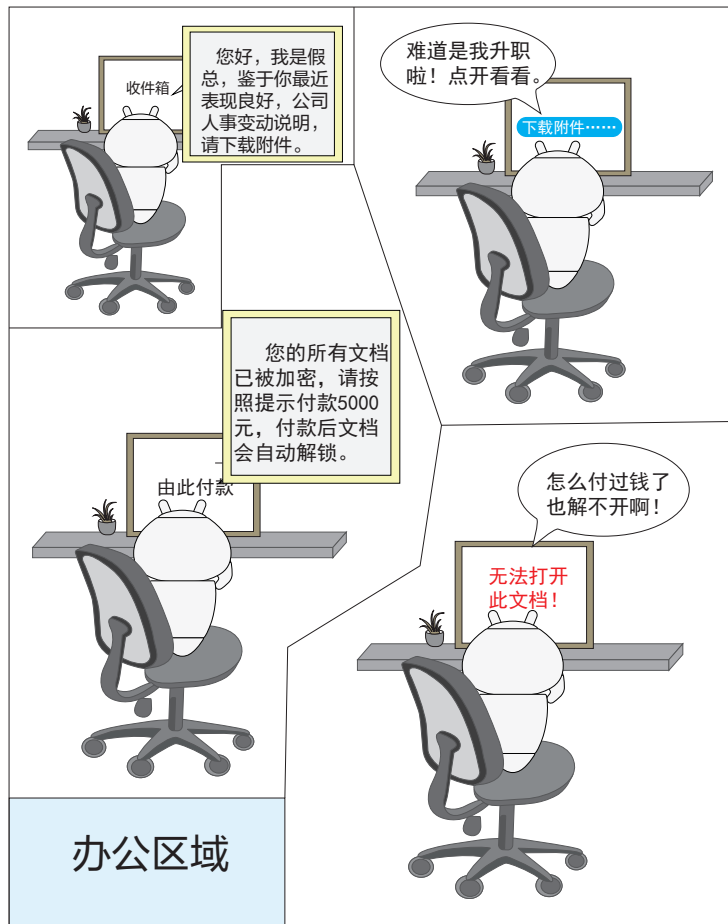 收件箱
您好，我是假
总，鉴于你最近
表现良好，公司
人事变动说明，
请下载附件。
难道是我升职
啦！点开看看。
下载附件……
您的所有文档
已被加密，请按
照提示付款5000
元，付款后文档
会自动解锁。
由此付款
怎么付过钱了
也解不开啊！
无法打开
此文档！
办公区域